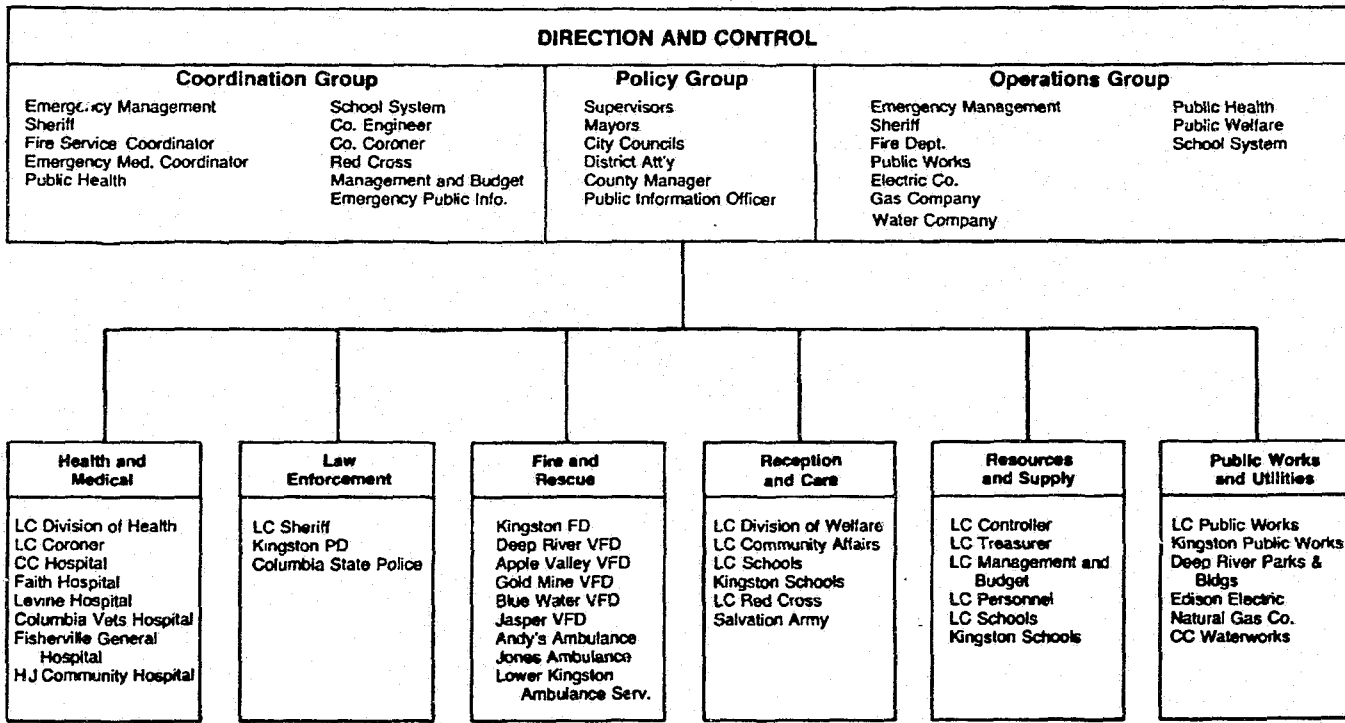 DIRECTION AND CONTROL
Coordination Group
Emergency Management
Sheriff
Fire Service Coordinator
Emergency Med. Coordinator
Public Health
School System
Co. Engineer
Co. Coroner
Red Cross
Management and Budget
Emergency Public Info.
Policy Group
Supervisors
Mayors
City Councils
District Att'y
County Manager
Public Information Officer
Operations Group
Emergency Management
Sheriff
Fire Dept.
Public Works
Electric Co.
Gas Company
Water Company
Public Health
Public Welfare
School System
Health and
Medical
LC Division of Health
LC Coroner
CC Hospital
Faith Hospital
Levine Hospital
Columbia Vets Hospital
Fisherville General
Hospital
HJ Community Hospital
Law
Enforcement
LC Sheriff
Kingston PD
Columbia State Police
Fire and
Rescue
Kingston FD
Deep River VFD
Apple Valley VFD
Gold Mine VFD
Blue Water VFD
Jasper VFD
Andy's Ambulance
Jones Ambulance
Lower Kingston
Ambulance Serv.
Reception
and Care
LC Division of Welfare
LC Community Affairs
LC Schools
Kingston Schools
LC Red Cross
Salvation Army
Resources
and Supply
LC Controller
LC Treasurer
LC Management and
Budget
LC Personnel
LC Schools
Kingston Schools
Public Works
and Utilities
LC Public Works
Kingston Public Works
Deep River Parks &
Bldgs
Edison Electric
Natural Gas Co.
CC Waterworks